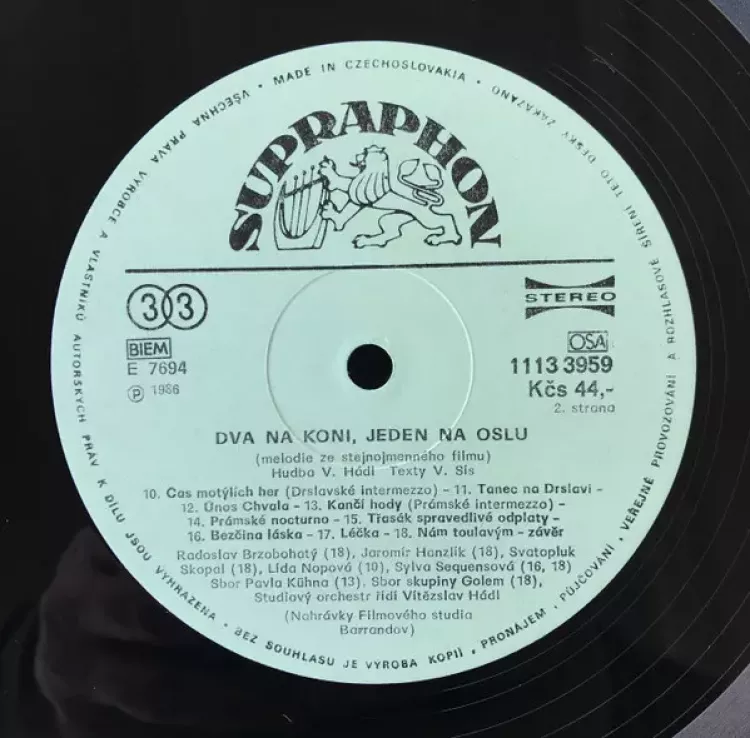 VŠECHNA PRÁVA VÝROBCE A VLASTNÍKŮ AUTORSKÝCH PRÁV K DÍLU JSOU VYHRAZENA • BEZ SOUHLASU JE VÝROBA KOPIÍ • PRONÁJEM • PŮJČOVÁNÍ • VEŘEJNÉ PROVOZOVÁNÍ A ROZHLASOVÉ ŠÍŘENÍ TÉTO DESKY ZAKÁZÁNO • MADE IN CZECHOSLOVAKIA •
SUPRAPHON
33
STEREO
BIEM
OSA
E 7694
1113 3959
Ⓟ 1986
Kčs 44,-
2. strana
DVA NA KONI, JEDEN NA OSLU
(melodie ze stejnojmenného filmu)
Hudba V. Hádl Texty V. Sís
10. Čas motýlích her (Drslavské intermezzo) - 11. Tanec na Drslavi -
12. Únos Chvala - 13. Kančí hody (Prámské intermezzo) -
14. Prámské nocturno - 15. Třasák spravedlivé odplaty -
16. Bezčina láska - 17. Léčka - 18. Nám toulavým - závěr
Radoslav Brzobohatý (18), Jaromír Hanzlík (18), Svatopluk
Skopal (18), Lída Nopová (10), Sylva Sequensová (16, 18)
Sbor Pavla Kühna (13), Sbor skupiny Golem (18),
Studiový orchestr řídí Vítězslav Hádl
(Nahrávky Filmového studia
Barrandov)